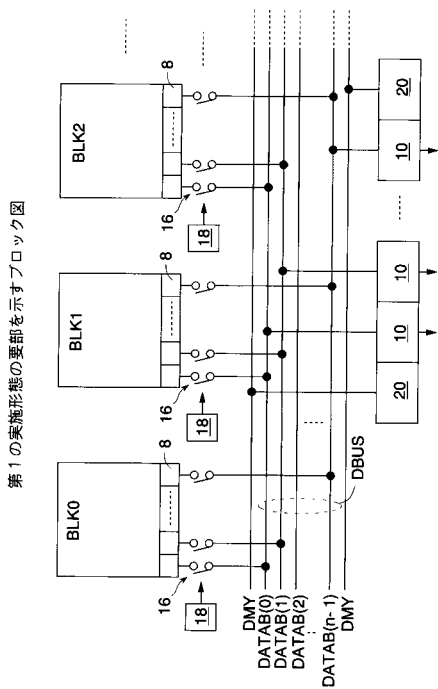 第1の実施形態の要部を示すブロック図
BLK0
BLK1
BLK2
8
8
8
16
16
16
18
18
18
DMY
DATAB(0)
DATAB(1)
DATAB(2)
DATAB(n-1)
DMY
DBUS
20
10
10
10
20